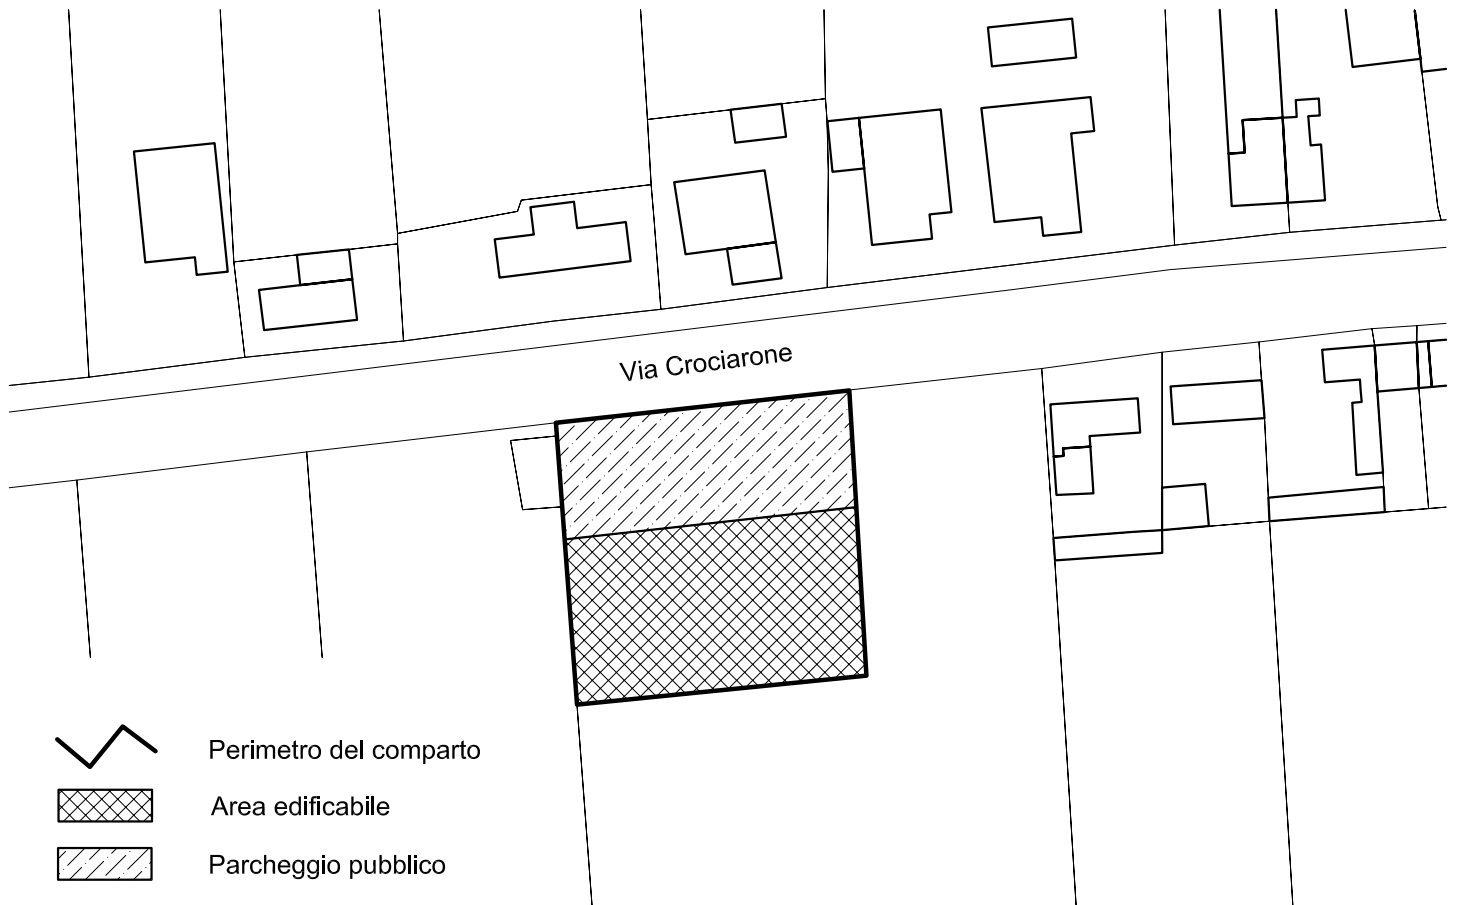 Via Crociarone
Perimetro del comparto
Area edificabile
Parcheggio pubblico